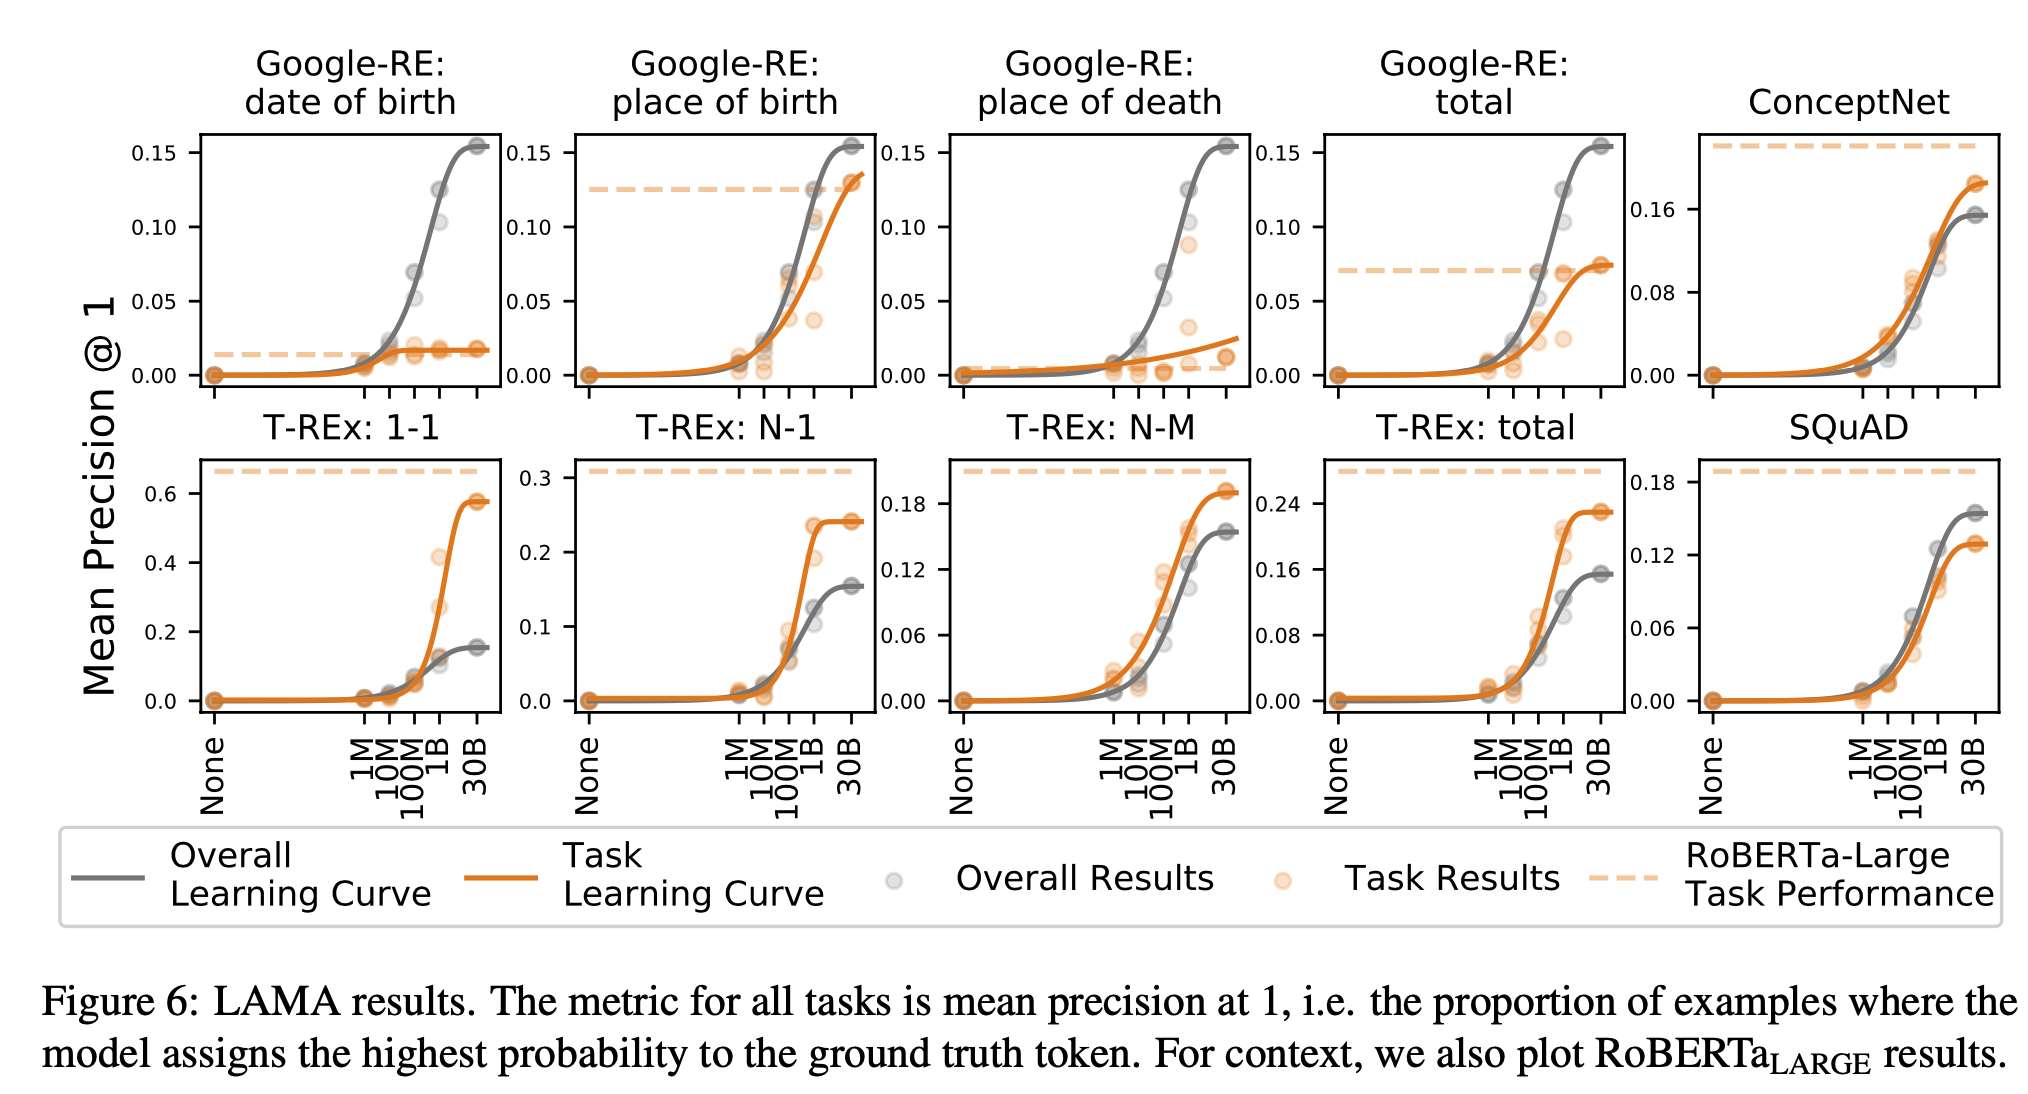 Google-RE:
date of birth
Google-RE:
place of birth
Google-RE:
place of death
Google-RE:
total
ConceptNet
Mean Precision @ 1
0.15
0.10
0.05
0.00
0.15
0.10
0.05
0.00
0.15
0.10
0.05
0.00
0.15
0.10
0.05
0.00
0.16
0.08
0.00
T-REx: 1-1
T-REx: N-1
T-REx: N-M
T-REx: total
SQuAD
0.6
0.4
0.2
0.0
0.3
0.2
0.1
0.0
0.18
0.12
0.06
0.00
0.24
0.16
0.08
0.00
0.18
0.12
0.06
0.00
None
1M
10M
100M
1B
30B
None
1M
10M
100M
1B
30B
None
1M
10M
100M
1B
30B
None
1M
10M
100M
1B
30B
None
1M
10M
100M
1B
30B
Overall
Learning Curve
Task
Learning Curve
Overall Results
Task Results
RoBERTa-Large
Task Performance
Figure 6: LAMA results. The metric for all tasks is mean precision at 1, i.e. the proportion of examples where the
model assigns the highest probability to the ground truth token. For context, we also plot RoBERTaLARGE results.